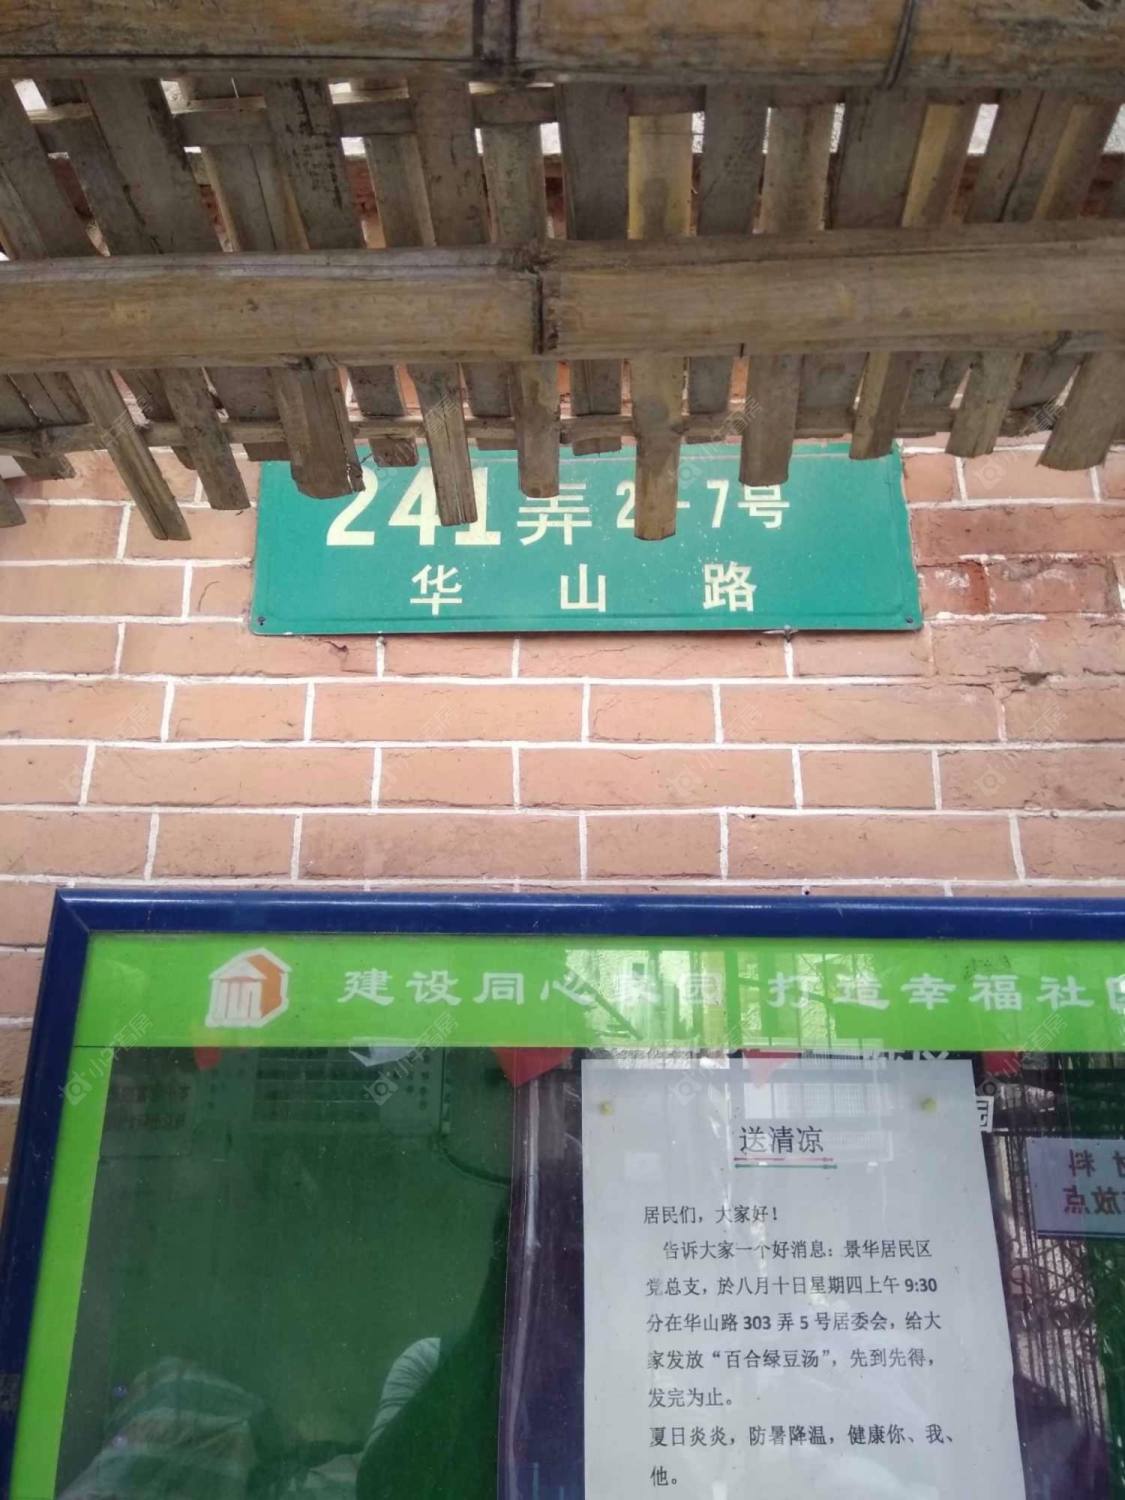 241弄 2-7号
华山路
建设同心家园 打造幸福社区
送清凉
居民们，大家好！
告诉大家一个好消息：景华居民区
党总支，於八月十日星期四上午 9:30
分在华山路 303 弄 5 号居委会，给大
家发放“百合绿豆汤”，先到先得，
发完为止。
夏日炎炎，防暑降温，健康你、我、
他。
料
放点